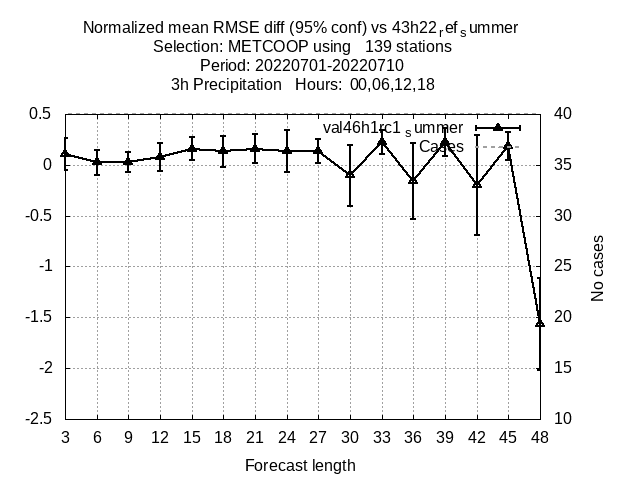 Normalized mean RMSE diff (95% conf) vs 43h22refsummer
Selection: METCOOP using 139 stations
Period: 20220701-20220710
3h Precipitation Hours: 00,06,12,18
val46h1rc1summer
Cases
0.5
0
-0.5
-1
-1.5
-2
-2.5
40
35
30
25
20
15
10
No cases
3 6 9 12 15 18 21 24 27 30 33 36 39 42 45 48
Forecast length